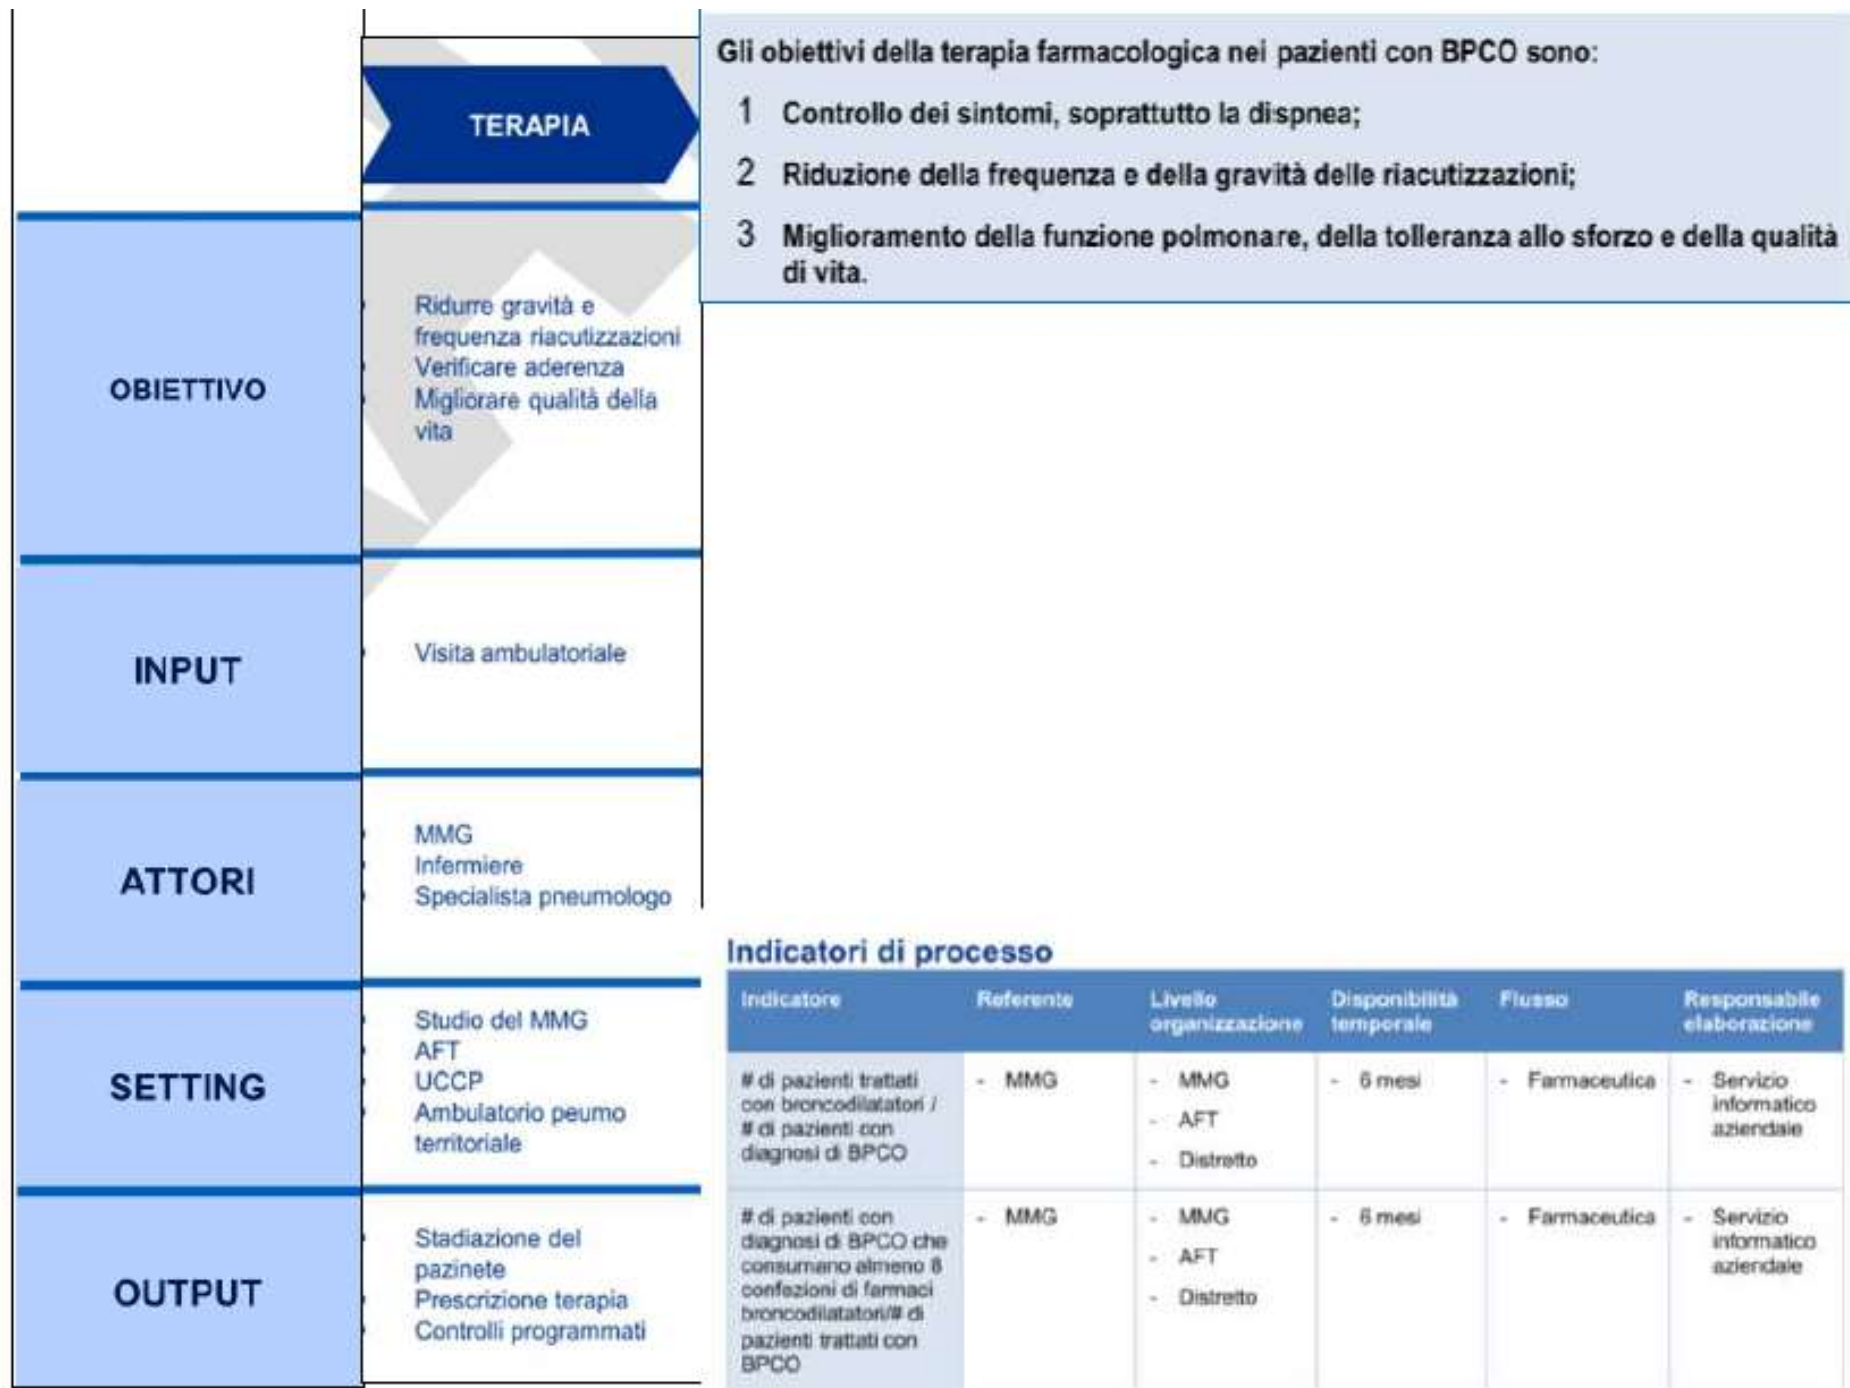 TERAPIA
Gli obiettivi della terapia farmacologica nei pazienti con BPCO sono:
1 Controllo dei sintomi, soprattutto la dispnea;
2 Riduzione della frequenza e della gravità delle riacutizzazioni;
3 Miglioramento della funzione polmonare, della tolleranza allo sforzo e della qualità
di vita.
OBIETTIVO
Ridurre gravità e
frequenza riacutizzazioni
Verificare aderenza
Migliorare qualità della
vita
INPUT
Visita ambulatoriale
ATTORI
MMG
Infermiere
Specialista pneumologo
SETTING
Studio del MMG
AFT
UCCP
Ambulatorio peumo
territoriale
OUTPUT
Stadiazione del
pazinete
Prescrizione terapia
Controlli programmati
Indicatori di processo
Indicatore
Referente
Livello
organizzazione
Disponibilità
temporale
Flusso
Responsabile
elaborazione
# di pazienti trattati
con broncodilatatori /
# di pazienti con
diagnosi di BPCO
- MMG
- MMG
- AFT
- Distretto
- 6 mesi
- Farmaceutica
- Servizio
informatico
aziendale
# di pazienti con
diagnosi di BPCO che
consumano almeno 8
confezioni di farmaci
broncodilatatori/# di
pazienti trattati con
BPCO
- MMG
- MMG
- AFT
- Distretto
- 6 mesi
- Farmaceutica
- Servizio
informatico
aziendale